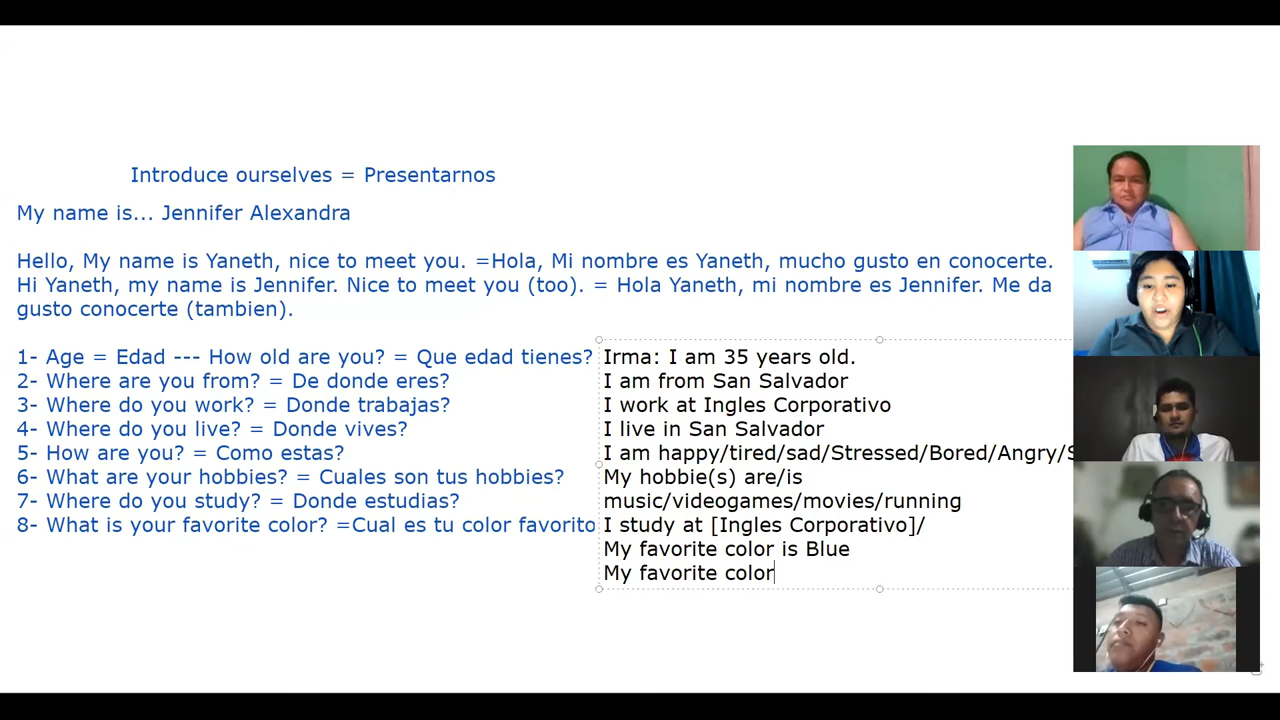 Introduce ourselves = Presentarnos
My name is... Jennifer Alexandra
Hello, My name is Yaneth, nice to meet you. =Hola, Mi nombre es Yaneth, mucho gusto en conocerte.
Hi Yaneth, my name is Jennifer. Nice to meet you (too). = Hola Yaneth, mi nombre es Jennifer. Me da
gusto conocerte (tambien).
1- Age = Edad --- How old are you? = Que edad tienes?
2- Where are you from? = De donde eres?
3- Where do you work? = Donde trabajas?
4- Where do you live? = Donde vives?
5- How are you? = Como estas?
6- What are your hobbies? = Cuales son tus hobbies?
7- Where do you study? = Donde estudias?
8- What is your favorite color? =Cual es tu color favorito
Irma: I am 35 years old.
I am from San Salvador
I work at Ingles Corporativo
I live in San Salvador
I am happy/tired/sad/Stressed/Bored/Angry/S
My hobbie(s) are/is
music/videogames/movies/running
I study at [Ingles Corporativo]/
My favorite color is Blue
My favorite color